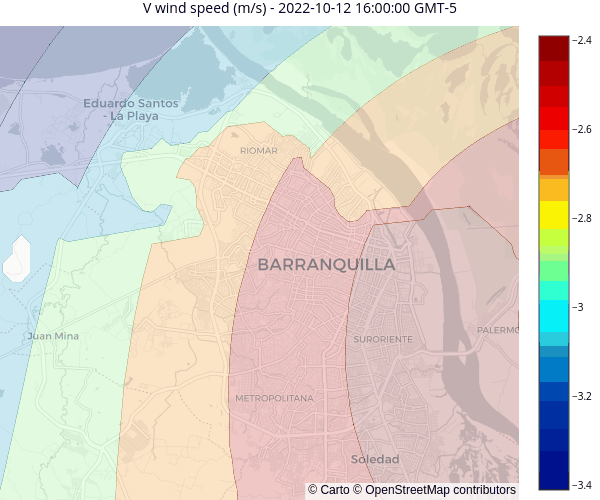 V wind speed (m/s) - 2022-10-12 16:00:00 GMT-5
−2.4
Eduardo Santos
- La Playa
−2.6
RIOMAR
−2.8
BARRANQUILLA
−3
Juan Mina
SURORIENTE
PALERMO
METROPOLITANA
−3.2
Soledad
−3.4
© Carto © OpenStreetMap contributors